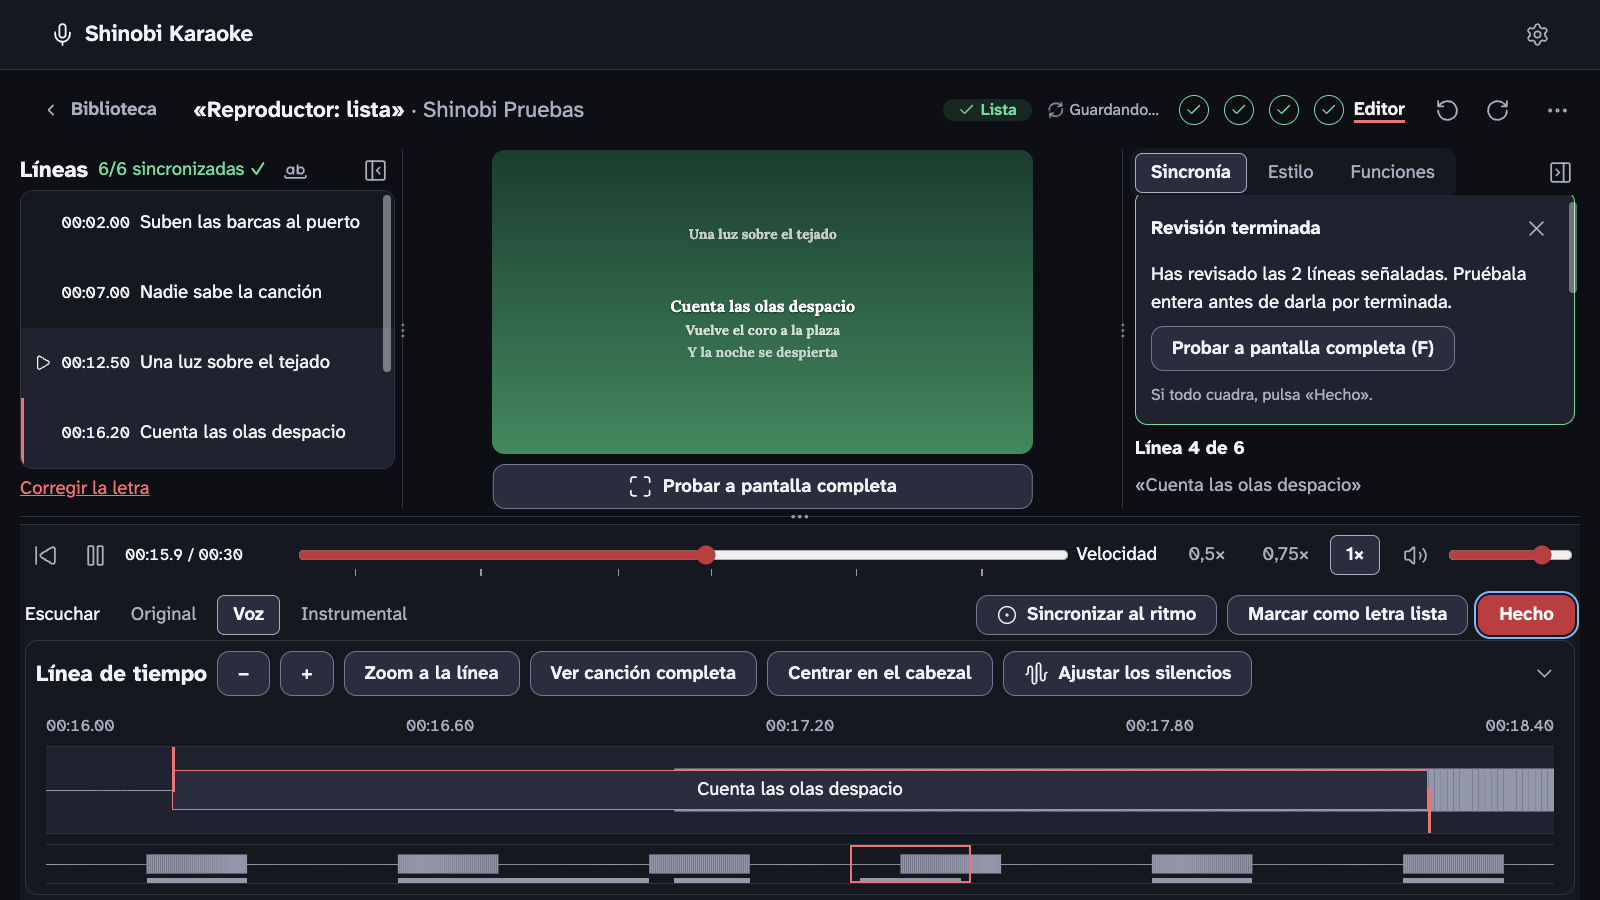 Shinobi Karaoke
Biblioteca
«Reproductor: lista» · Shinobi Pruebas
Lista
Guardando...
Editor
Líneas 6/6 sincronizadas
ab
00:02.00 Suben las barcas al puerto
00:07.00 Nadie sabe la canción
00:12.50 Una luz sobre el tejado
00:16.20 Cuenta las olas despacio
Corregir la letra
Una luz sobre el tejado
Cuenta las olas despacio
Vuelve el coro a la plaza
Y la noche se despierta
Probar a pantalla completa
Sincronía Estilo Funciones
Revisión terminada
Has revisado las 2 líneas señaladas. Pruébala
entera antes de darla por terminada.
Probar a pantalla completa (F)
Si todo cuadra, pulsa «Hecho».
Línea 4 de 6
«Cuenta las olas despacio»
00:15.9 / 00:30
Velocidad 0,5× 0,75× 1×
Escuchar Original Voz Instrumental
Sincronizar al ritmo
Marcar como letra lista
Hecho
Línea de tiempo - + Zoom a la línea Ver canción completa Centrar en el cabezal Ajustar los silencios
00:16.00 00:16.60 00:17.20 00:17.80 00:18.40
Cuenta las olas despacio